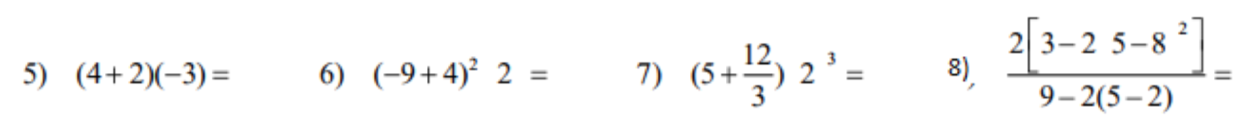 5) (4+2)(−3)= 6) (−9+4)² 2 = 7) (5+12/3) 2 ³ = 8), 2[3−2 5−8 ²]/9−2(5−2) =